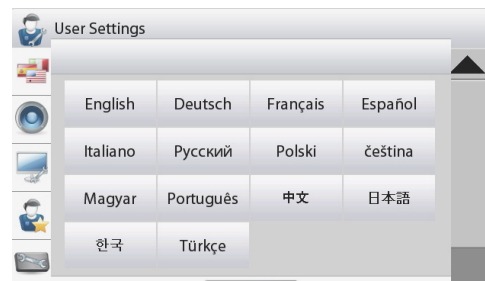 User Settings
English Deutsch Français Español
Italiano Русский Polski čeština
Magyar Português 中文 日本語
한국 Türkçe